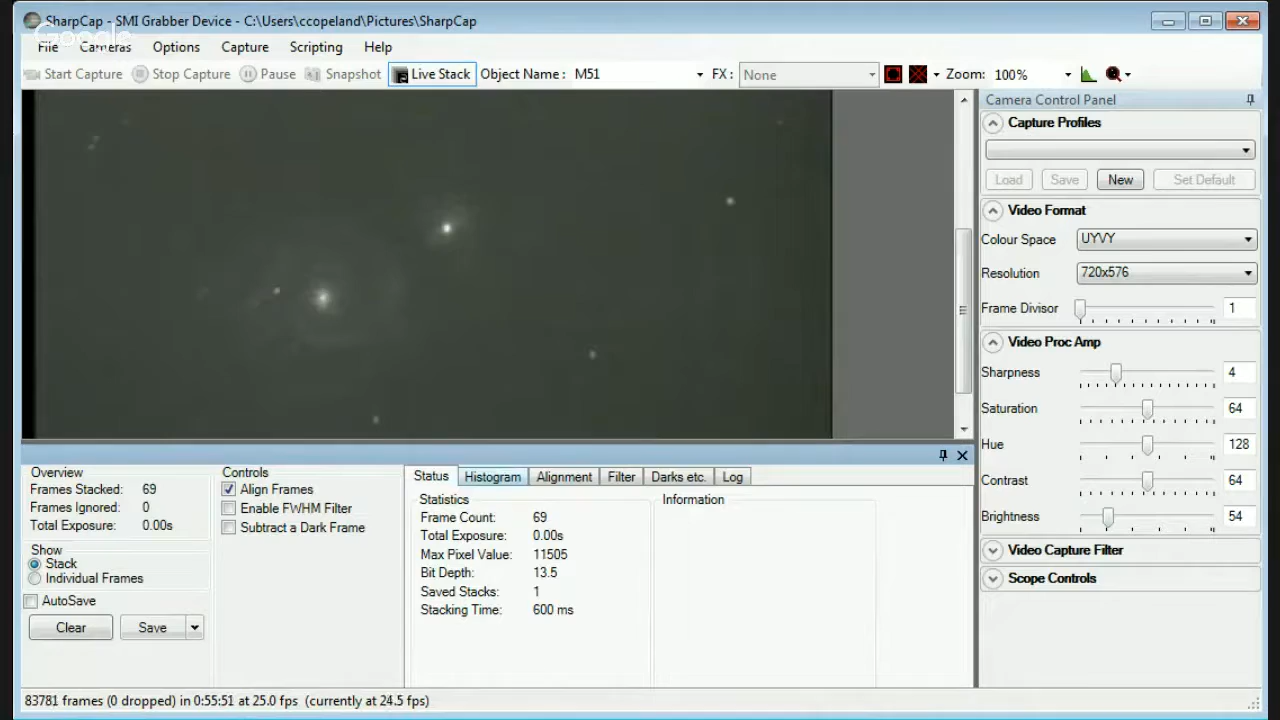 SharpCap - SMI Grabber Device - C:\Users\ccopeland\Pictures\SharpCap
Google
File Cameras Options Capture Scripting Help
Start Capture Stop Capture Pause Snapshot Live Stack Object Name : M51 FX : None Zoom: 100%
Camera Control Panel
Capture Profiles
Load Save New Set Default
Video Format
Colour Space UYVY
Resolution 720x576
Frame Divisor 1
Video Proc Amp
Sharpness 4
Saturation 64
Hue 128
Contrast 64
Brightness 54
Video Capture Filter
Scope Controls
Overview
Frames Stacked: 69
Frames Ignored: 0
Total Exposure: 0.00s
Show
Stack
Individual Frames
AutoSave
Clear Save
Controls
Align Frames
Enable FWHM Filter
Subtract a Dark Frame
Status Histogram Alignment Filter Darks etc. Log
Statistics
Frame Count: 69
Total Exposure: 0.00s
Max Pixel Value: 11505
Bit Depth: 13.5
Saved Stacks: 1
Stacking Time: 600 ms
Information
83781 frames (0 dropped) in 0:55:51 at 25.0 fps (currently at 24.5 fps)